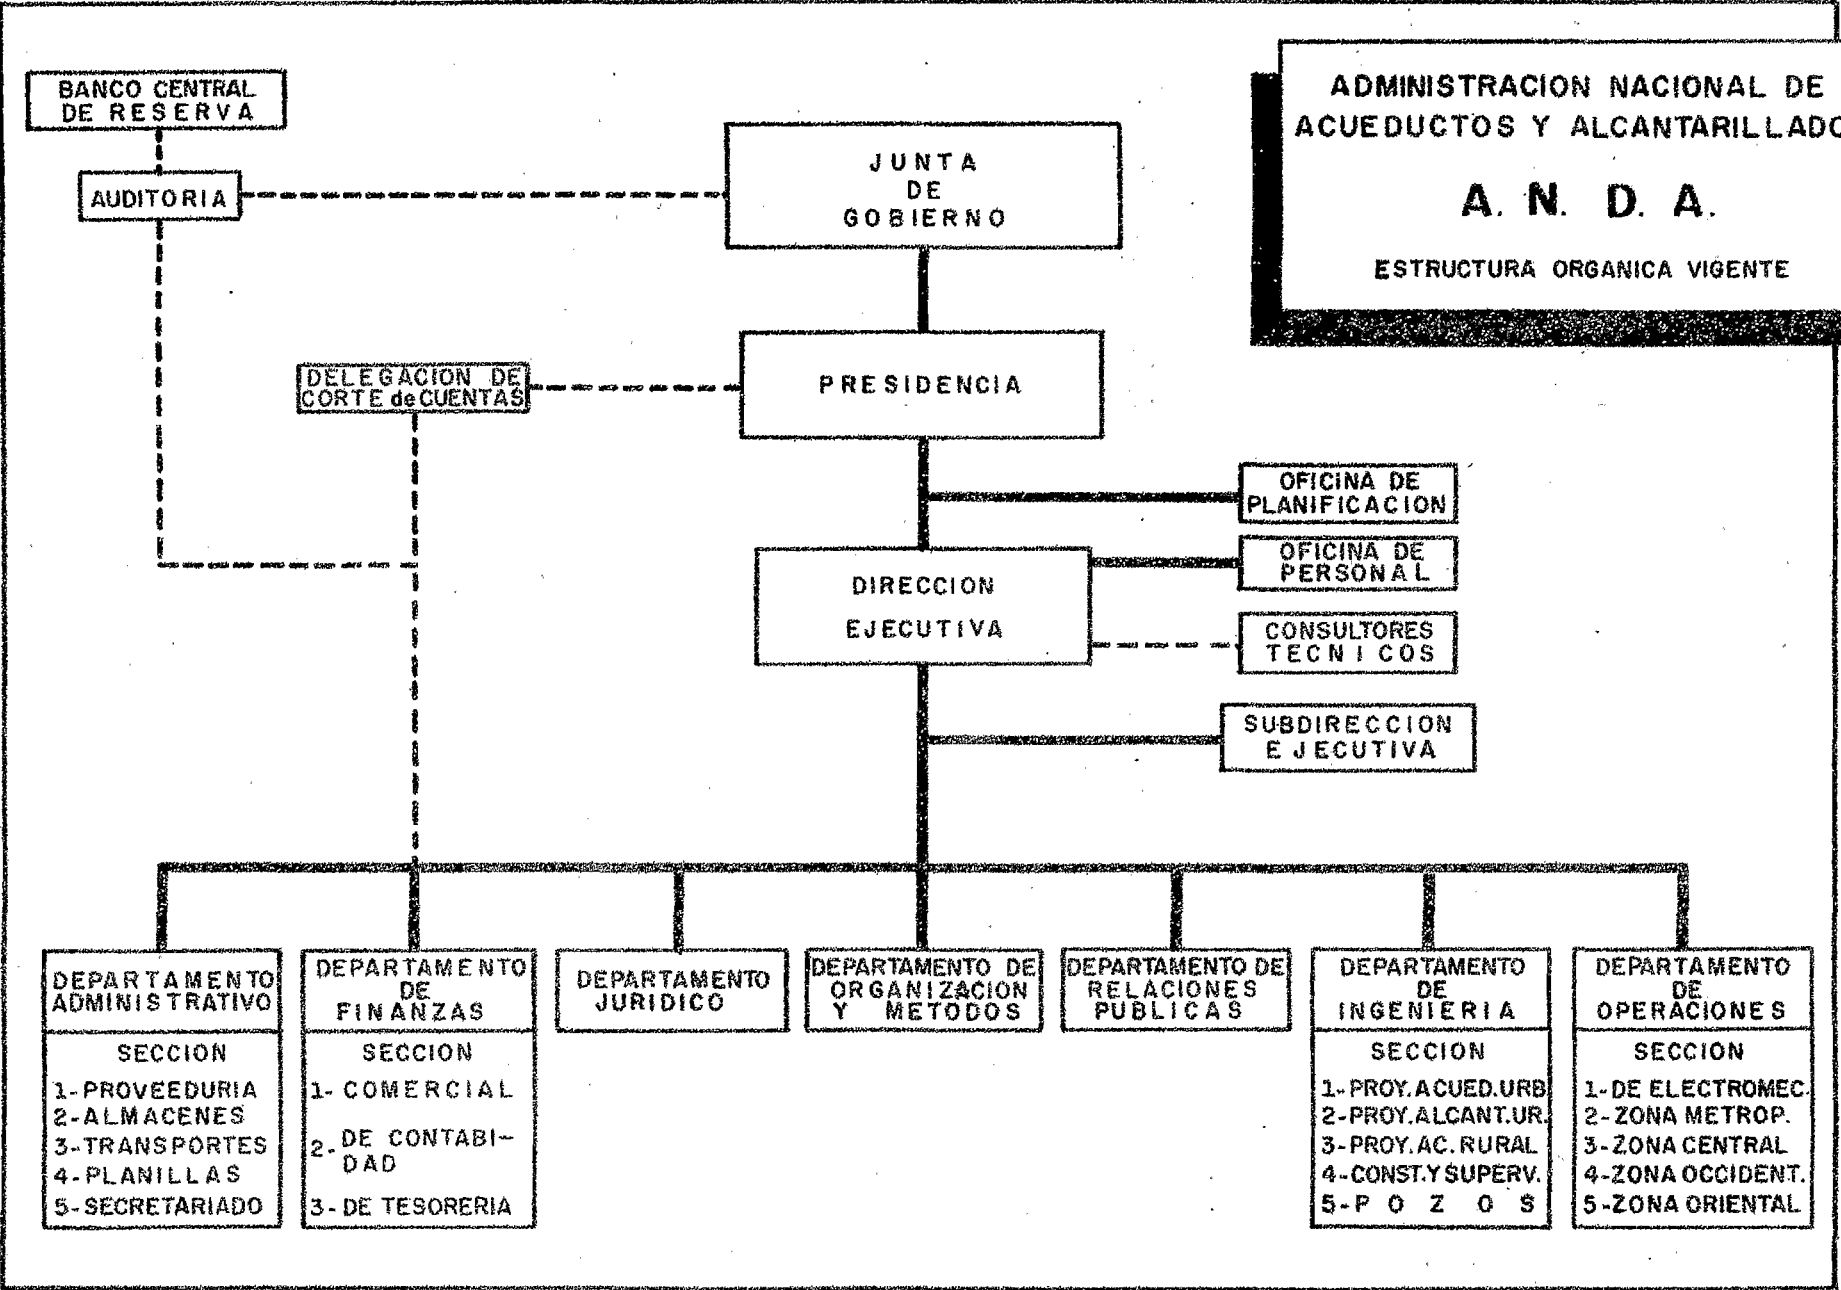 ADMINISTRACION NACIONAL DE
ACUEDUCTOS Y ALCANTARILLADO
A. N. D. A.
ESTRUCTURA ORGANICA VIGENTE
BANCO CENTRAL
DE RESERVA
AUDITORIA
JUNTA
DE
GOBIERNO
DELEGACION DE
CORTE de CUENTAS
PRESIDENCIA
OFICINA DE
PLANIFICACION
OFICINA DE
PERSONAL
DIRECCION
EJECUTIVA
CONSULTORES
TECNICOS
SUBDIRECCION
EJECUTIVA
DEPARTAMENTO
ADMINISTRATIVO
SECCION
1-PROVEEDURIA
2-ALMACENES
3-TRANSPORTES
4-PLANILLAS
5-SECRETARIADO
DEPARTAMENTO
DE
FINANZAS
SECCION
1- COMERCIAL
2- DE CONTABI-
DAD
3- DE TESORERIA
DEPARTAMENTO
JURIDICO
DEPARTAMENTO DE
ORGANIZACION
Y METODOS
DEPARTAMENTO DE
RELACIONES
PUBLICAS
DEPARTAMENTO
DE
INGENIERIA
SECCION
1-PROY.ACUED.URB
2-PROY.ALCANT.UR.
3-PROY.AC.RURAL
4-CONST.Y SUPERV.
5-POZOS
DEPARTAMENTO
DE
OPERACIONES
SECCION
1-DE ELECTROMEC.
2-ZONA METROP.
3-ZONA CENTRAL
4-ZONA OCCIDENT.
5-ZONA ORIENTAL